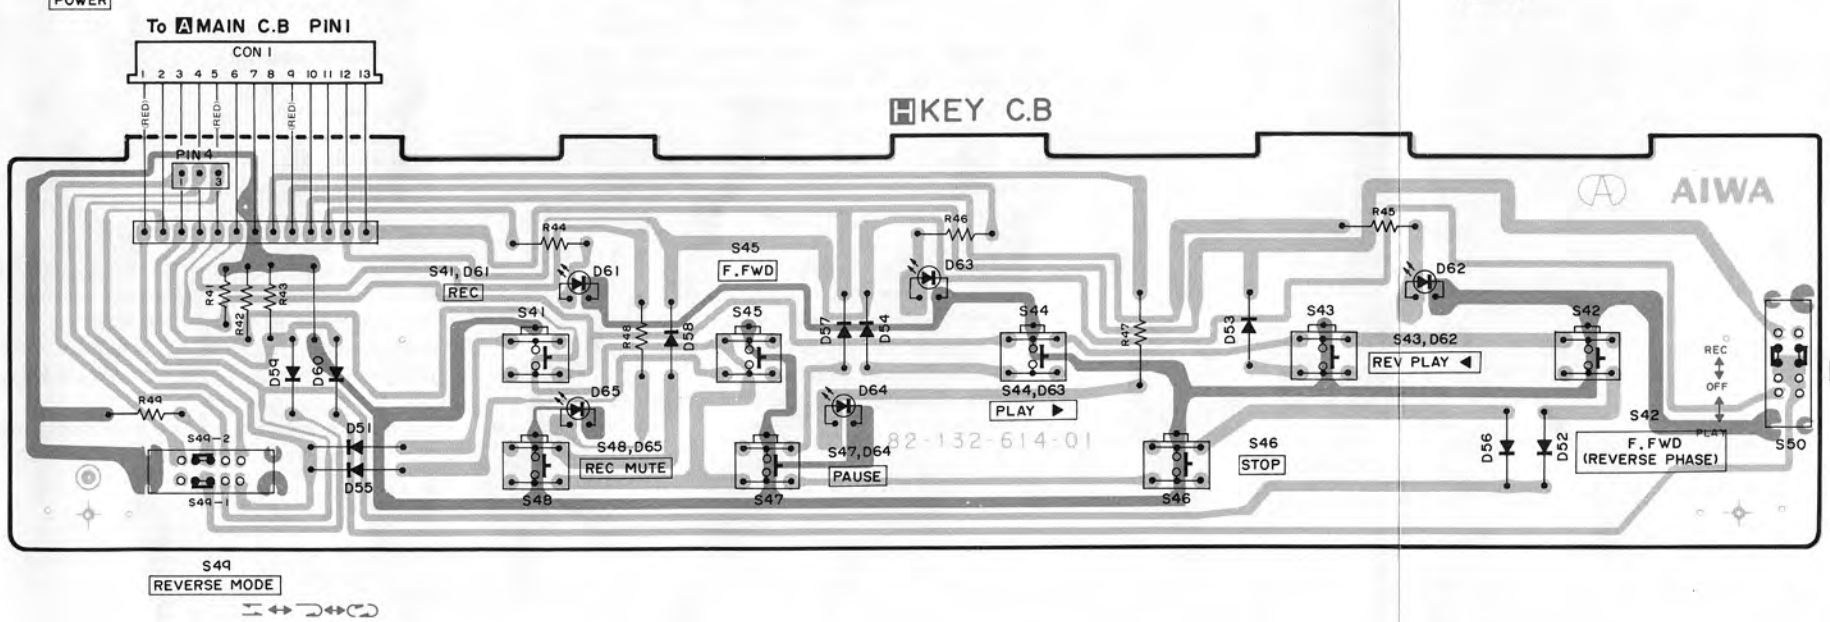 POWER
To A MAIN C.B PIN1
CON 1
1 2 3 4 5 6 7 8 9 10 11 12 13
(RED) (RED) (RED)
H KEY C.B
PIN 4
1 3
AIWA
R44
R46
R45
S45
F.FWD
S41, D61
REC
D61
D63
D62
R41
R42
R43
S41
R48
D58
S45
D57
D54
S44
R47
D53
S43
S42
S43, D62
REV PLAY ◀
D59
D60
D65
D64
S44, D63
PLAY ▶
REC
OFF
PLAY
S50
R49
D51
D55
S49-2
S49-1
S48, D65
REC MUTE
S48
S47, D64
PAUSE
S47
82-132-614-01
S46
STOP
S46
D56
D52
S42
F.FWD
(REVERSE PHASE)
S49
REVERSE MODE